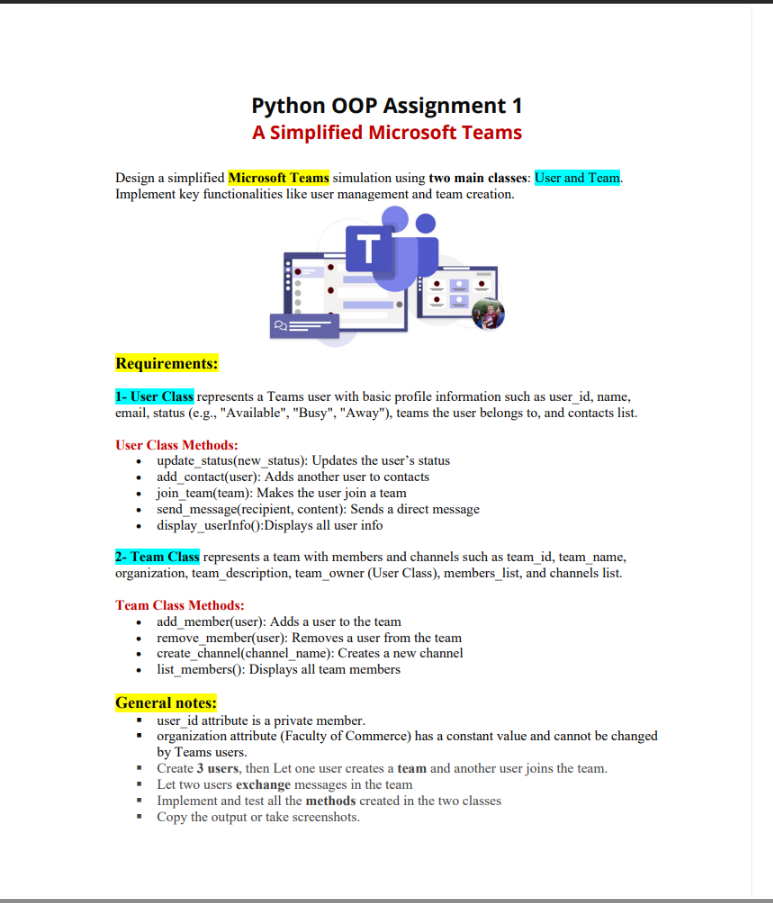 Python OOP Assignment 1
A Simplified Microsoft Teams
Design a simplified Microsoft Teams simulation using two main classes: User and Team.
Implement key functionalities like user management and team creation.
T
Requirements:
1- User Class represents a Teams user with basic profile information such as user_id, name,
email, status (e.g., "Available", "Busy", "Away"), teams the user belongs to, and contacts list.
User Class Methods:
• update_status(new_status): Updates the user’s status
• add_contact(user): Adds another user to contacts
• join_team(team): Makes the user join a team
• send_message(recipient, content): Sends a direct message
• display_userInfo():Displays all user info
2- Team Class represents a team with members and channels such as team_id, team_name,
organization, team_description, team_owner (User Class), members_list, and channels list.
Team Class Methods:
• add_member(user): Adds a user to the team
• remove_member(user): Removes a user from the team
• create_channel(channel_name): Creates a new channel
• list_members(): Displays all team members
General notes:
▪ user_id attribute is a private member.
▪ organization attribute (Faculty of Commerce) has a constant value and cannot be changed
by Teams users.
▪ Create 3 users, then Let one user creates a team and another user joins the team.
▪ Let two users exchange messages in the team
▪ Implement and test all the methods created in the two classes
▪ Copy the output or take screenshots.